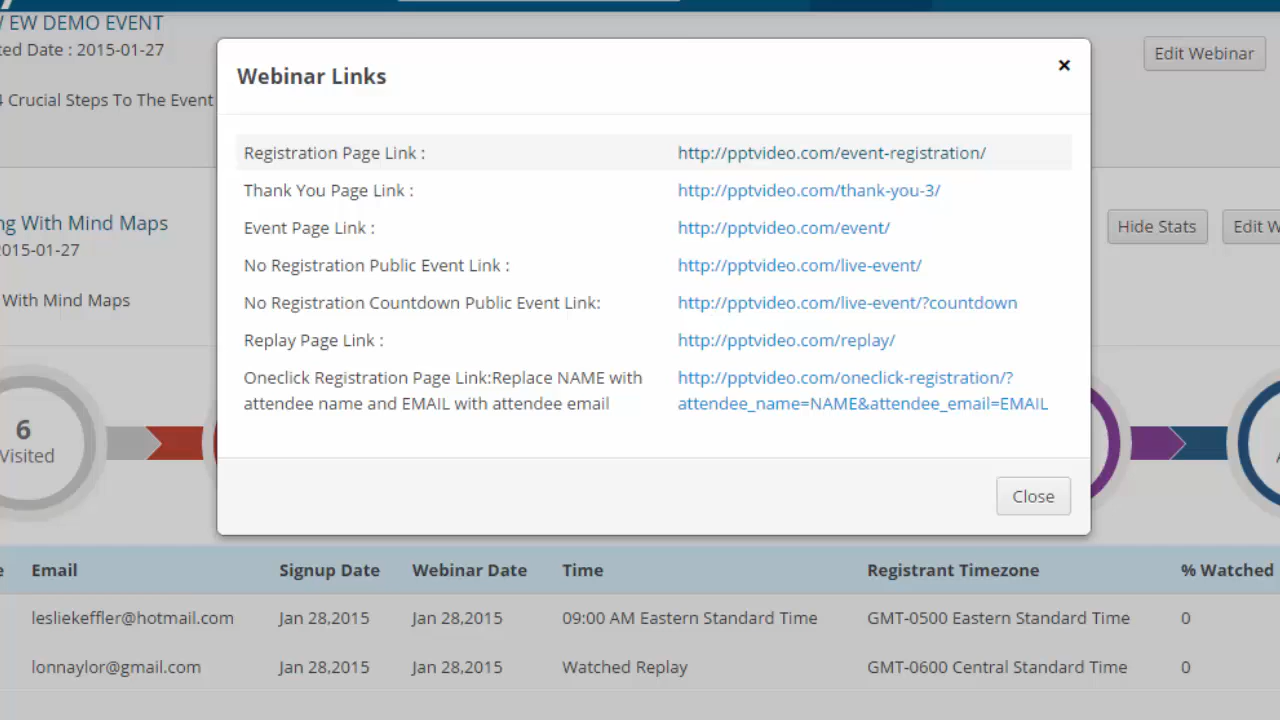 EW DEMO EVENT
ted Date : 2015-01-27
Edit Webinar
4 Crucial Steps To The Event
Webinar Links
×
Registration Page Link : http://pptvideo.com/event-registration/
Thank You Page Link : http://pptvideo.com/thank-you-3/
Event Page Link : http://pptvideo.com/event/
No Registration Public Event Link : http://pptvideo.com/live-event/
No Registration Countdown Public Event Link: http://pptvideo.com/live-event/?countdown
Replay Page Link : http://pptvideo.com/replay/
Oneclick Registration Page Link:Replace NAME with http://pptvideo.com/oneclick-registration/?
attendee name and EMAIL with attendee email attendee_name=NAME&attendee_email=EMAIL
Close
ng With Mind Maps
2015-01-27
Hide Stats Edit W
With Mind Maps
6
Visited
Email Signup Date Webinar Date Time Registrant Timezone % Watched
lesliekeffler@hotmail.com Jan 28,2015 Jan 28,2015 09:00 AM Eastern Standard Time GMT-0500 Eastern Standard Time 0
lonnaylor@gmail.com Jan 28,2015 Jan 28,2015 Watched Replay GMT-0600 Central Standard Time 0